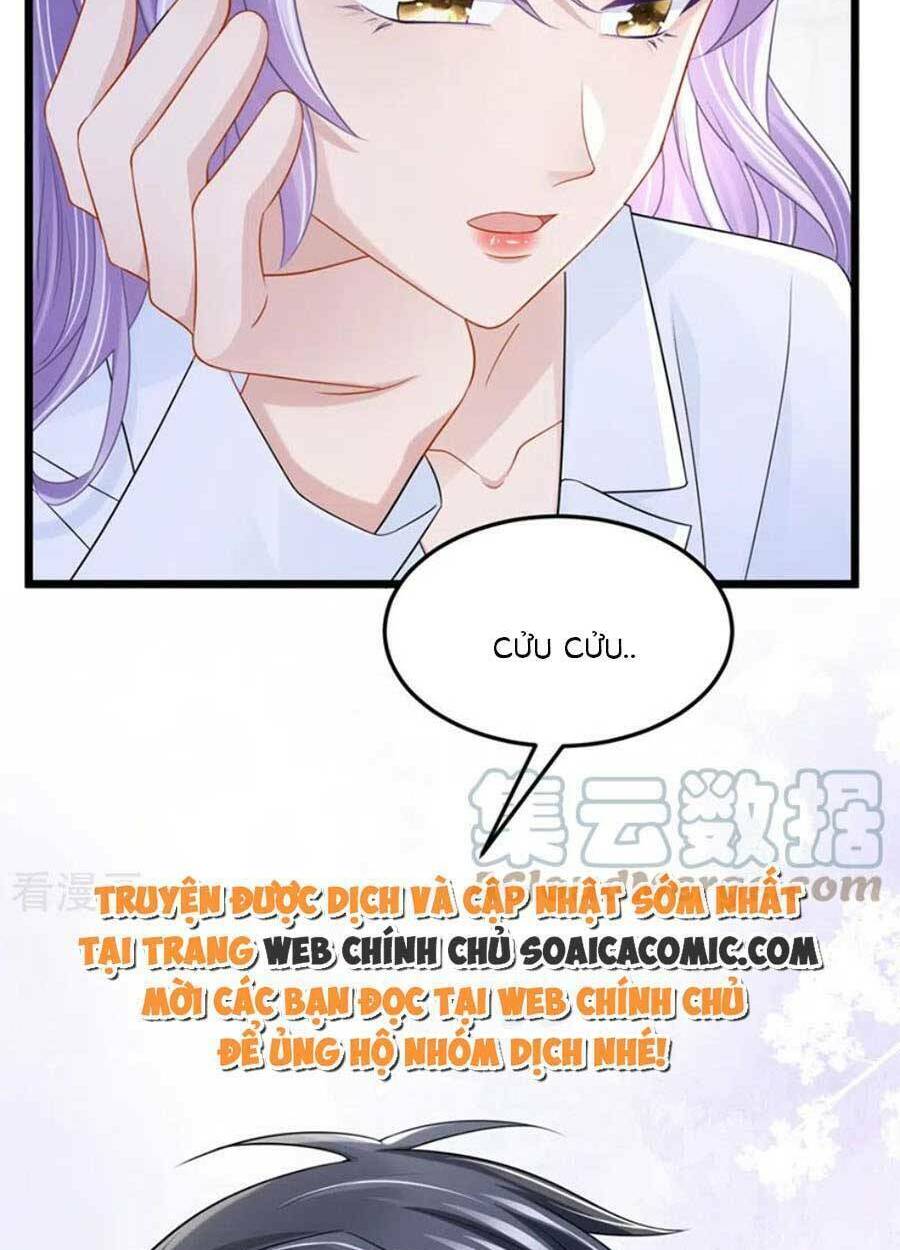 CỬU CỬU..
集云数据
看漫画
TRUYỆN ĐƯỢC DỊCH VÀ CẬP NHẬT SỚM NHẤT
TẠI TRANG WEB CHÍNH CHỦ SOAICACOMIC.COM
MỜI CÁC BẠN ĐỌC TẠI WEB CHÍNH CHỦ
ĐỂ ỦNG HỘ NHÓM DỊCH NHÉ!